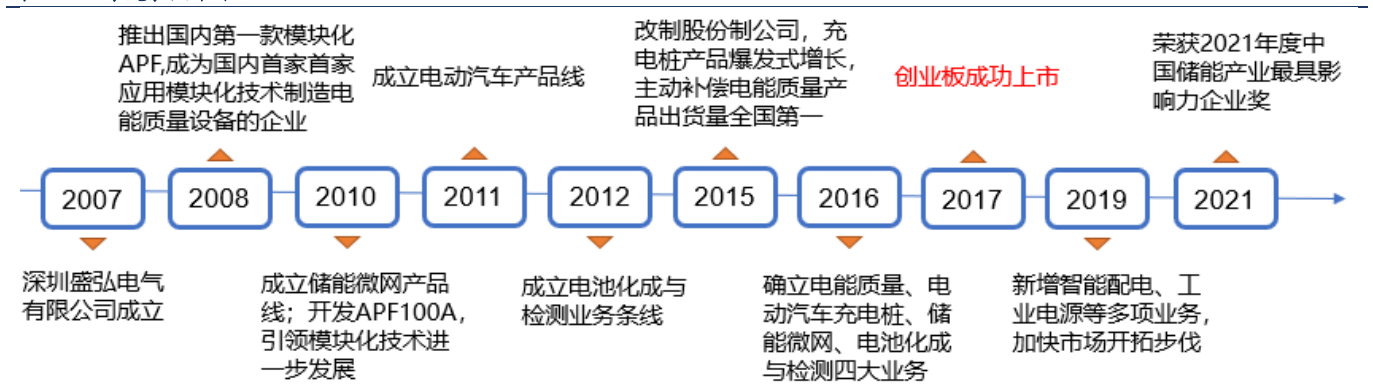 推出国内第一款模块化
APF,成为国内首家首家
应用模块化技术制造电
能质量设备的企业
成立电动汽车产品线
改制股份制公司，充
电桩产品爆发式增长，
主动补偿电能质量产
品出货量全国第一
创业板成功上市
荣获2021年度中
国储能产业最具影
响力企业奖
2007
2008
2010
2011
2012
2015
2016
2017
2019
2021
深圳盛弘电气
有限公司成立
成立储能微网产品
线；开发APF100A，
引领模块化技术进
一步发展
成立电池化成与
检测业务条线
确立电能质量、电
动汽车充电桩、储
能微网、电池化成
与检测四大业务
新增智能配电、工
业电源等多项业务，
加快市场开拓步伐